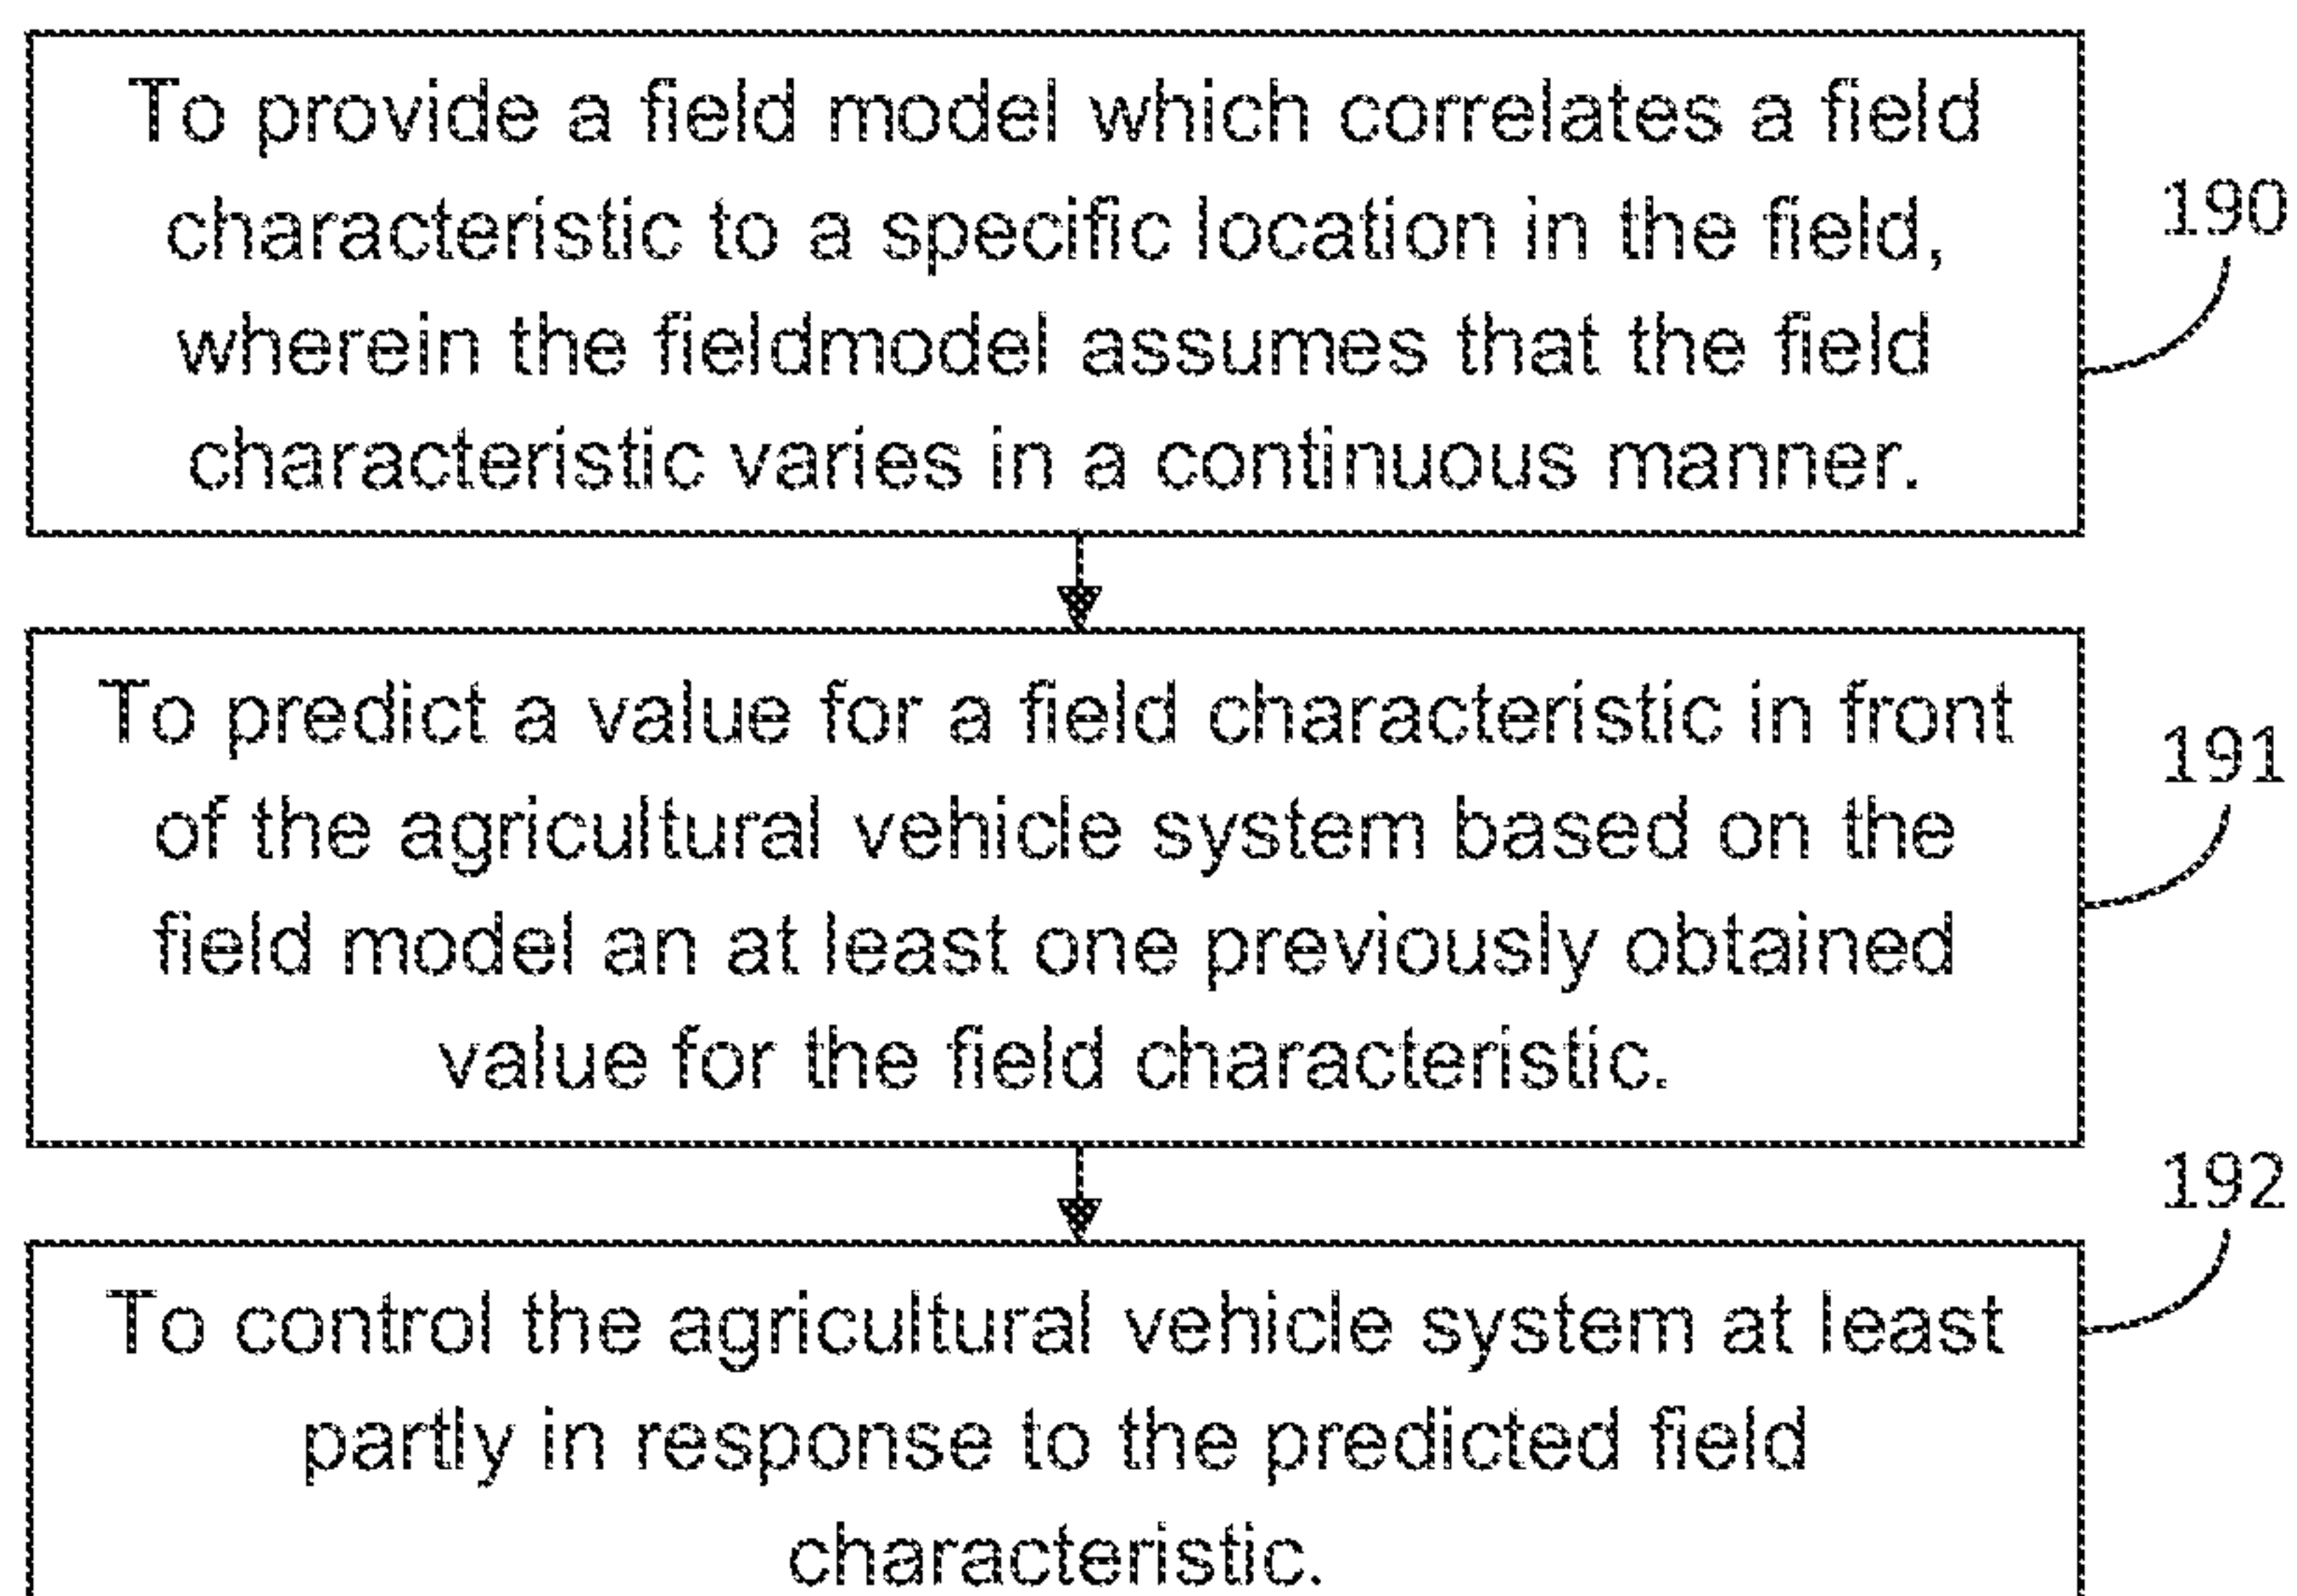 To provide a field model which correlates a field
characteristic to a specific location in the field,
wherein the fieldmodel assumes that the field
characteristic varies in a continuous manner.
190
To predict a value for a field characteristic in front
of the agricultural vehicle system based on the
field model an at least one previously obtained
value for the field characteristic.
191
To control the agricultural vehicle system at least
partly in response to the predicted field
characteristic.
192